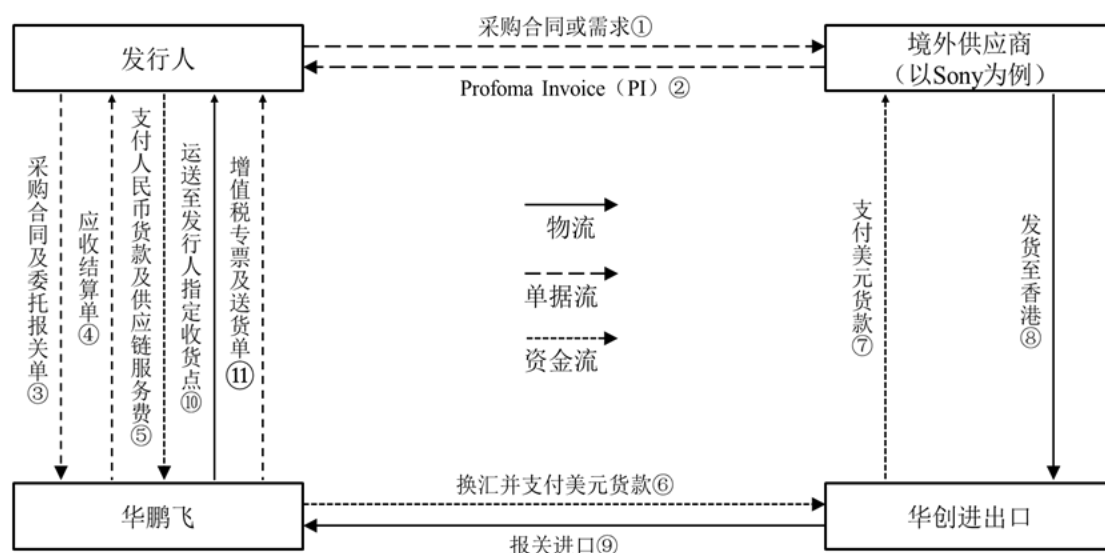 采购合同或需求①
发行人
境外供应商
（以Sony为例）
Profoma Invoice（PI）②
采购合同及委托报关单③
应收结算单④
支付人民币货款及供应链服务费⑤
运送至发行人指定收货点⑩
增值税专票及送货单⑪
物流
单据流
资金流
支付美元货款⑦
发货至香港⑧
华鹏飞
换汇并支付美元货款⑥
华创进出口
报关进口⑨